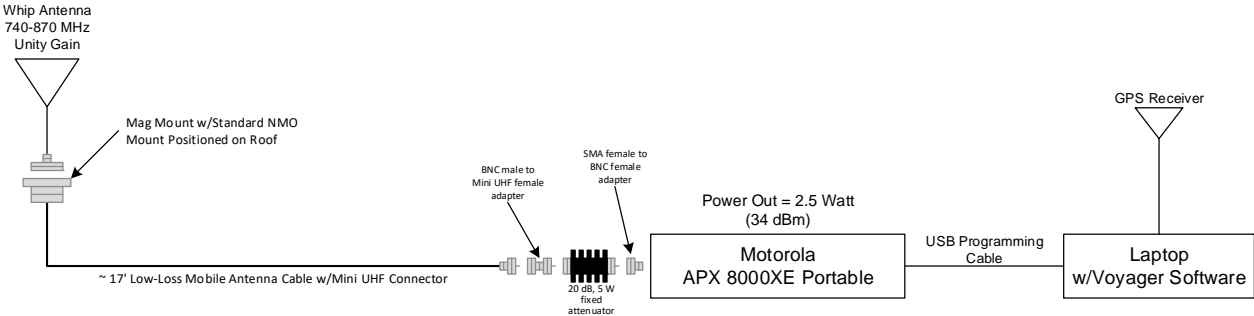 Whip Antenna
740-870 MHz
Unity Gain
Mag Mount w/Standard NMO
Mount Positioned on Roof
~ 17' Low-Loss Mobile Antenna Cable w/Mini UHF Connector
BNC male to
Mini UHF female
adapter
20 dB, 5 W
fixed
attenuator
SMA female to
BNC female
adapter
Power Out = 2.5 Watt
(34 dBm)
Motorola
APX 8000XE Portable
USB Programming
Cable
GPS Receiver
Laptop
w/Voyager Software